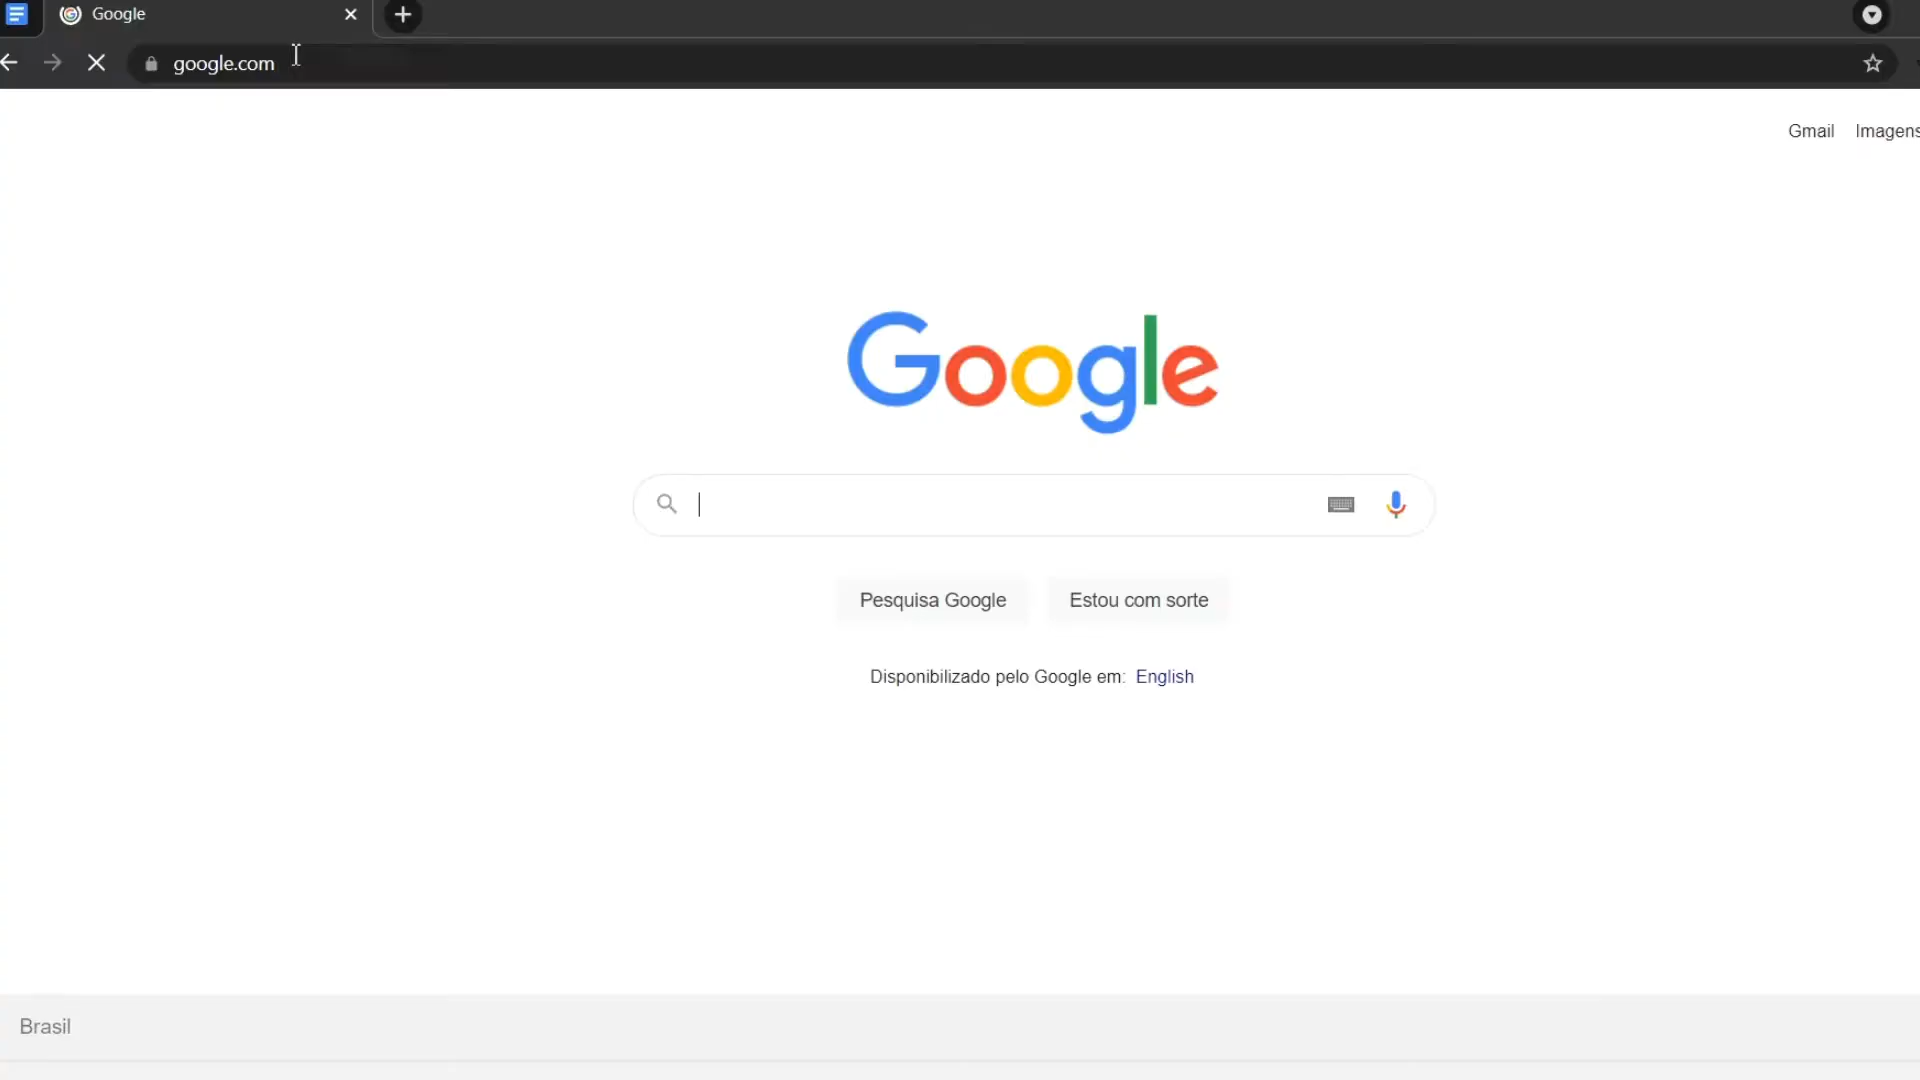 Google
google.com
Gmail Imagens
Google
Pesquisa Google Estou com sorte
Disponibilizado pelo Google em: English
Brasil